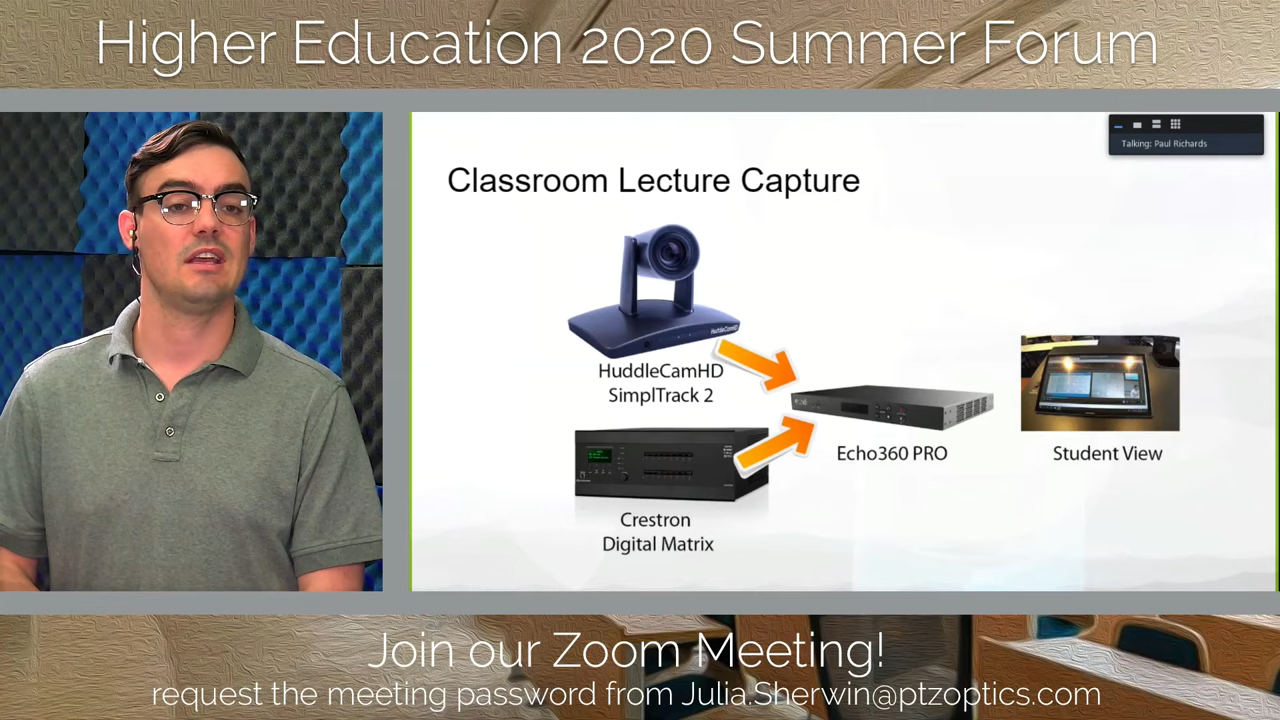 Higher Education 2020 Summer Forum
Talking: Paul Richards
Classroom Lecture Capture
HuddleCamHD
HuddleCamHD
SimplTrack 2
Echo360 PRO
Student View
Crestron
Digital Matrix
Join our Zoom Meeting!
request the meeting password from Julia.Sherwin@ptzoptics.com